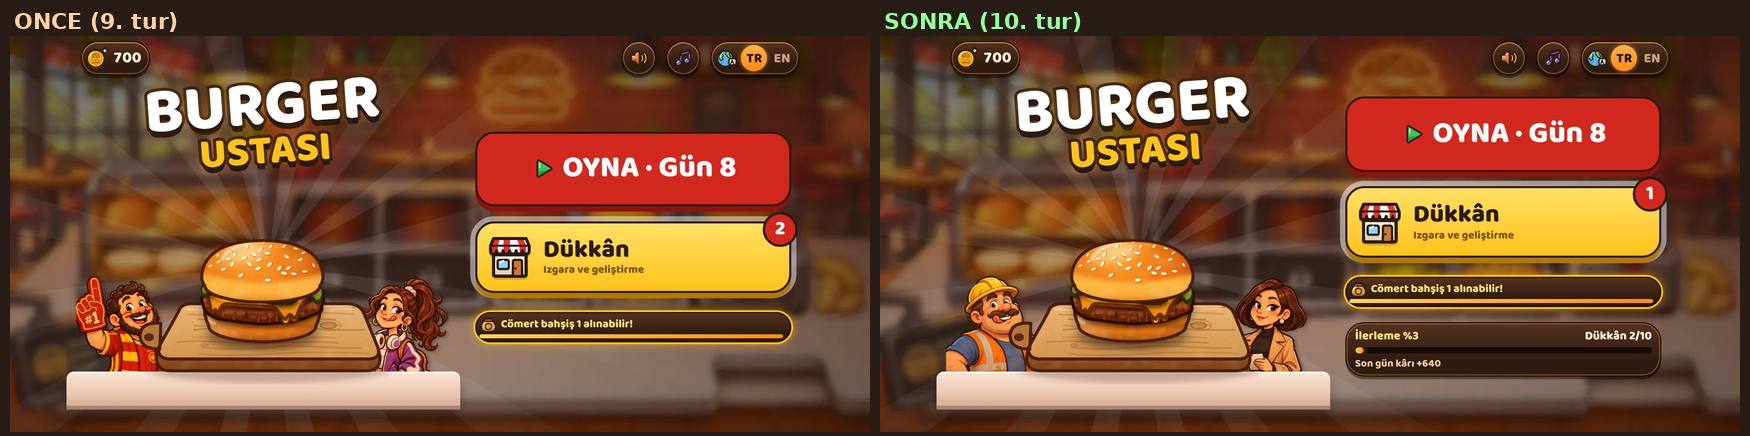 ONCE (9. tur)
700
TR EN
BURGER
USTASI
#1
OYNA • Gün 8
2
Dükkân
Izgara ve geliştirme
Cömert bahşiş 1 alınabilir!
SONRA (10. tur)
700
TR EN
BURGER
USTASI
OYNA • Gün 8
1
Dükkân
Izgara ve geliştirme
Cömert bahşiş 1 alınabilir!
İlerleme %3 Dükkân 2/10
Son gün kârı +640